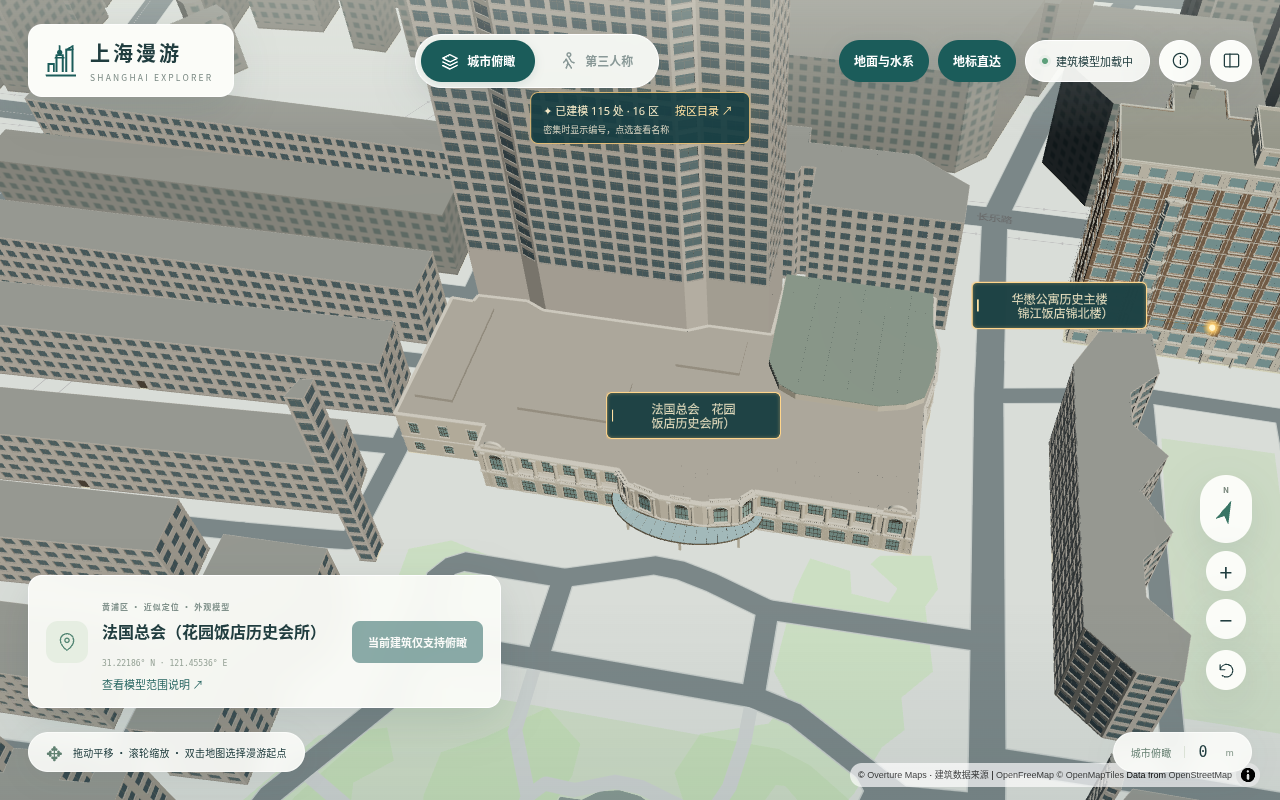 上海漫游
SHANGHAI EXPLORER
城市俯瞰
第三人称
地面与水系
地标直达
建筑模型加载中
✦ 已建模 115 处 · 16 区 按区目录 ↗
密集时显示编号，点选查看名称
长乐路
华懋公寓历史主楼
锦江饭店锦北楼）
法国总会 花园
饭店历史会所）
N
+
−
黄浦区 · 近似定位 · 外观模型
法国总会（花园饭店历史会所）
当前建筑仅支持俯瞰
31.22186° N · 121.45536° E
查看模型范围说明 ↗
拖动平移 · 滚轮缩放 · 双击地图选择漫游起点
城市俯瞰 0 m
© Overture Maps · 建筑数据来源 | OpenFreeMap © OpenMapTiles Data from OpenStreetMap